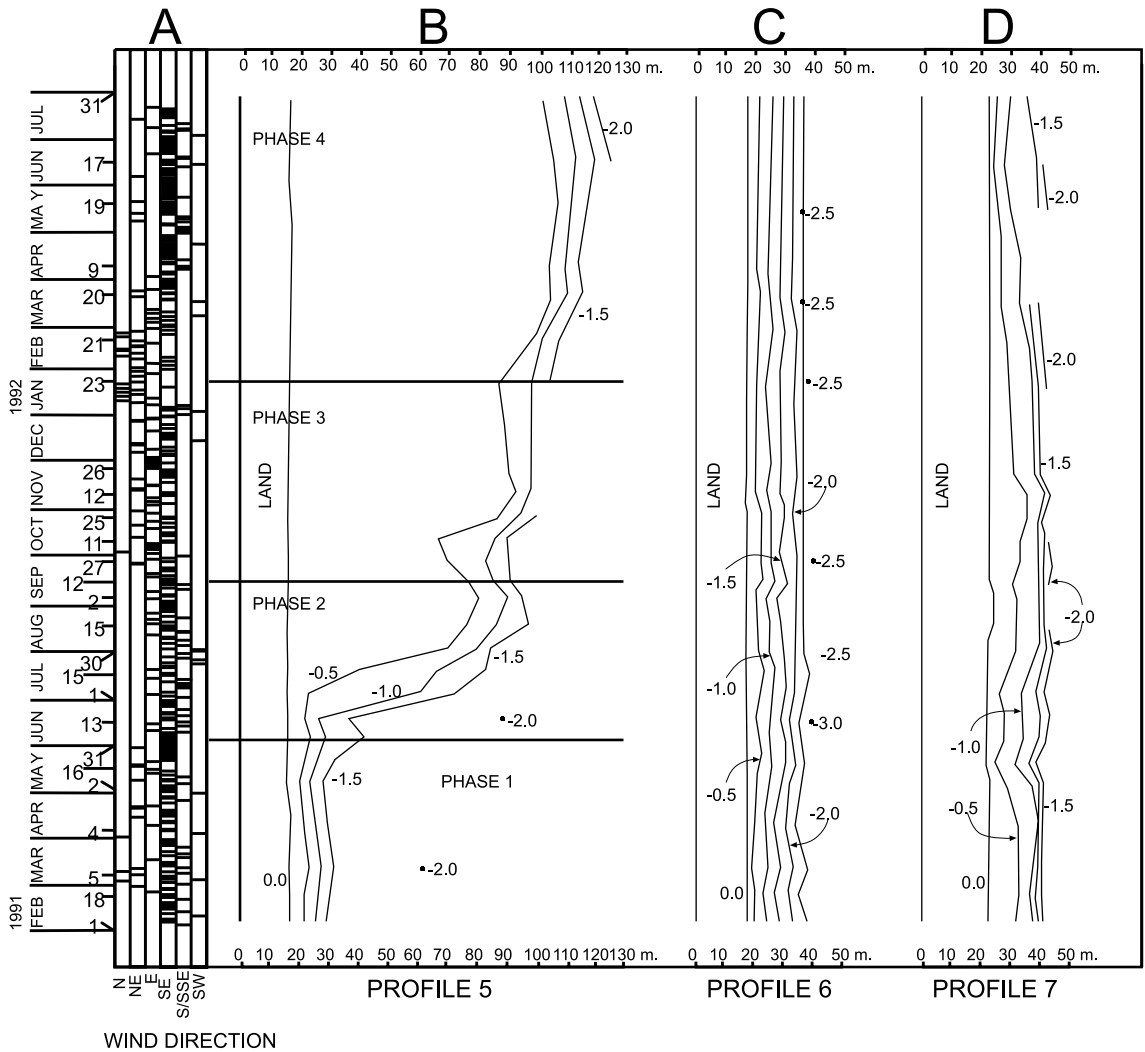 A B C D
0 10 20 30 40 50 60 70 80 90 100 110 120 130 m.
0 10 20 30 40 50 m.
0 10 20 30 40 50 m.
1992
JUL
JUN
MAY
APR
MAR
FEB
JAN
DEC
NOV
OCT
SEP
AUG
JUL
JUN
MAY
APR
MAR
FEB
1991
31
17
19
9
20
21
23
26
12
25
11
27
12
2
15
30
15
1
13
31
16
2
4
5
18
1
N NE E SE S/SSE SW
WIND DIRECTION
PHASE 4
-2.0
-1.5
PHASE 3
LAND
PHASE 2
-0.5
-1.0
-1.5
-2.0
PHASE 1
-1.5
-2.0
0.0
0 10 20 30 40 50 60 70 80 90 100 110 120 130 m.
PROFILE 5
-2.5
-2.5
-2.5
LAND
-2.0
-2.5
-1.5
-2.5
-1.0
-3.0
-0.5
-2.0
0.0
0 10 20 30 40 50 m.
PROFILE 6
-1.5
-2.0
-2.0
-1.5
LAND
-2.0
-1.0
-0.5
-1.5
0.0
0 10 20 30 40 50 m.
PROFILE 7